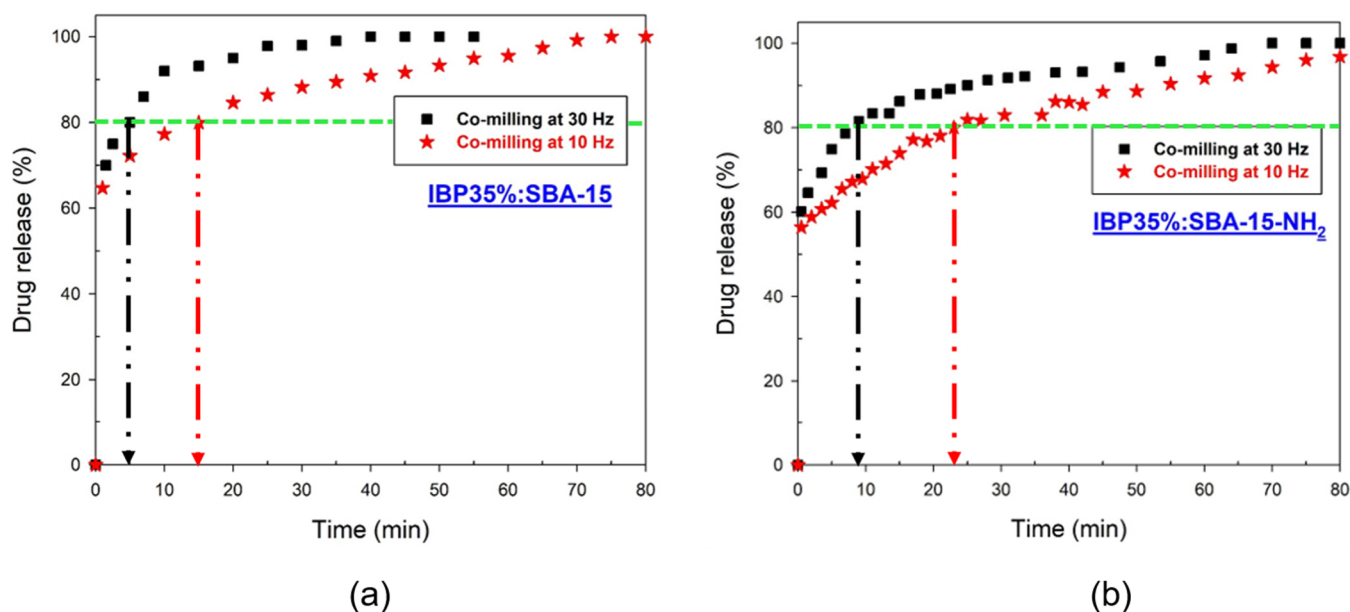 100
80
60
40
20
0
Drug release (%)
Co-milling at 30 Hz
Co-milling at 10 Hz
IBP35%:SBA-15
0 10 20 30 40 50 60 70 80
Time (min)
(a)
100
80
60
40
20
0
Drug release (%)
Co-milling at 30 Hz
Co-milling at 10 Hz
IBP35%:SBA-15-NH₂
0 10 20 30 40 50 60 70 80
Time (min)
(b)